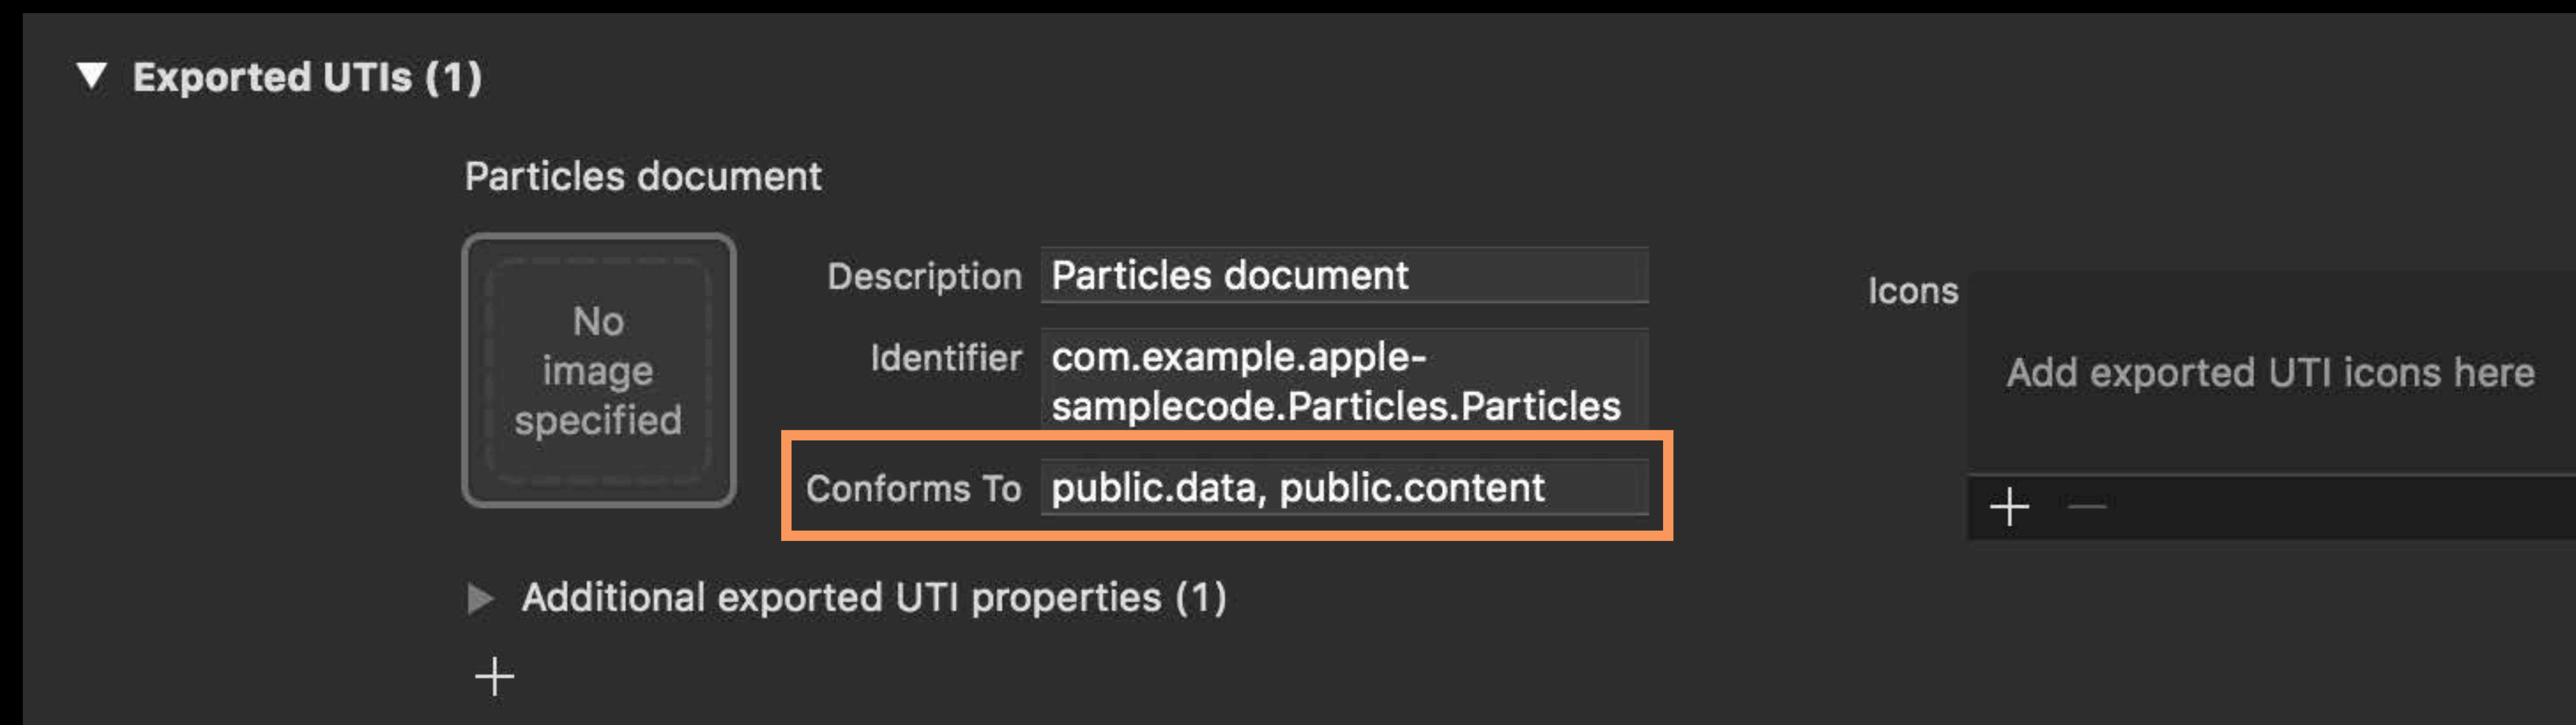 Exported UTIs (1)
Particles document
No
image
specified
Description Particles document
Identifier com.example.apple-
samplecode.Particles.Particles
Conforms To public.data, public.content
Icons
Add exported UTI icons here
Additional exported UTI properties (1)